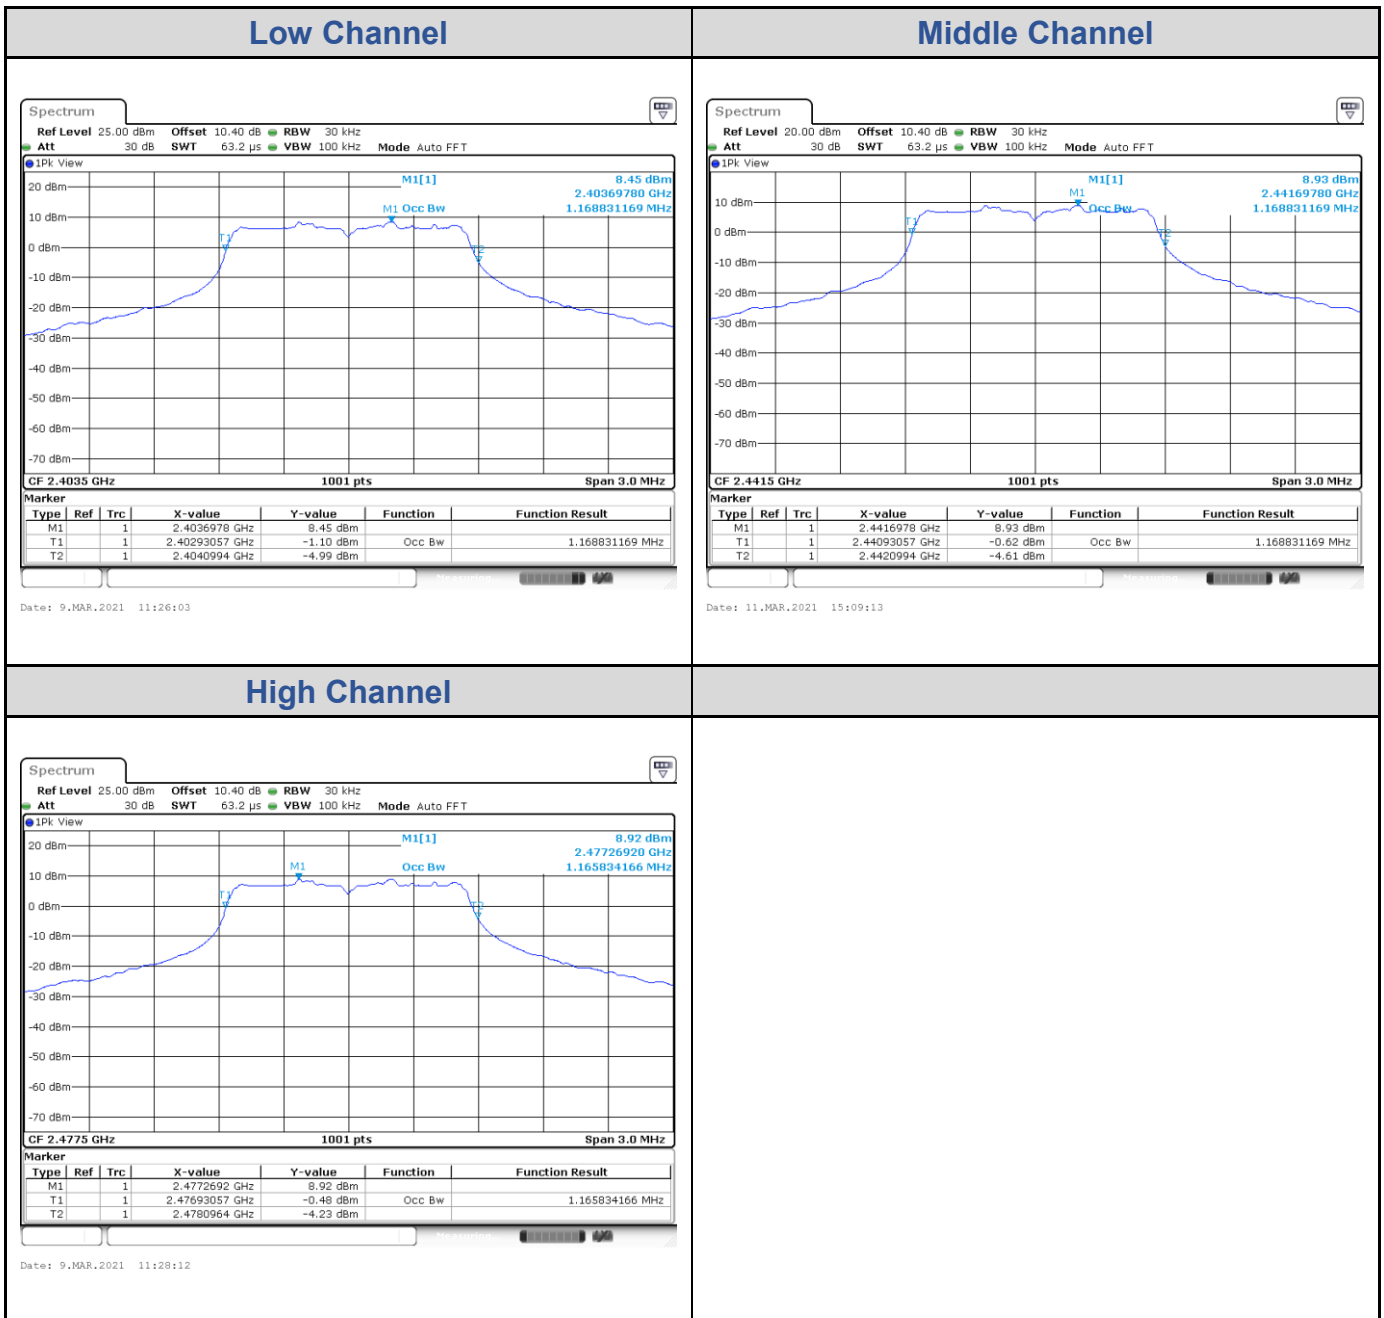 Low Channel
Middle Channel
Spectrum
Ref Level 25.00 dBm Offset 10.40 dB RBW 30 kHz
Att 30 dB SWT 63.2 µs VBW 100 kHz Mode Auto FFT
1Pk View
M1[1] 8.45 dBm
2.40369780 GHz
Occ Bw 1.168831169 MHz
M1
T1
T2
20 dBm
10 dBm
0 dBm
-10 dBm
-20 dBm
-30 dBm
-40 dBm
-50 dBm
-60 dBm
-70 dBm
CF 2.4035 GHz 1001 pts Span 3.0 MHz
Marker
Type Ref Trc X-value Y-value Function Function Result
M1 1 2.4036978 GHz 8.45 dBm
T1 1 2.40293057 GHz -1.10 dBm Occ Bw 1.168831169 MHz
T2 1 2.4040994 GHz -4.99 dBm
Measuring...
Date: 9.MAR.2021 11:26:03
Spectrum
Ref Level 20.00 dBm Offset 10.40 dB RBW 30 kHz
Att 30 dB SWT 63.2 µs VBW 100 kHz Mode Auto FFT
1Pk View
M1[1] 8.93 dBm
2.44169780 GHz
Occ Bw 1.168831169 MHz
M1
T1
T2
10 dBm
0 dBm
-10 dBm
-20 dBm
-30 dBm
-40 dBm
-50 dBm
-60 dBm
-70 dBm
CF 2.4415 GHz 1001 pts Span 3.0 MHz
Marker
Type Ref Trc X-value Y-value Function Function Result
M1 1 2.4416978 GHz 8.93 dBm
T1 1 2.44093057 GHz -0.62 dBm Occ Bw 1.168831169 MHz
T2 1 2.4420994 GHz -4.61 dBm
Measuring...
Date: 11.MAR.2021 15:09:13
High Channel
Spectrum
Ref Level 25.00 dBm Offset 10.40 dB RBW 30 kHz
Att 30 dB SWT 63.2 µs VBW 100 kHz Mode Auto FFT
1Pk View
M1[1] 8.92 dBm
2.47726920 GHz
Occ Bw 1.165834166 MHz
M1
T1
T2
20 dBm
10 dBm
0 dBm
-10 dBm
-20 dBm
-30 dBm
-40 dBm
-50 dBm
-60 dBm
-70 dBm
CF 2.4775 GHz 1001 pts Span 3.0 MHz
Marker
Type Ref Trc X-value Y-value Function Function Result
M1 1 2.4772692 GHz 8.92 dBm
T1 1 2.47693057 GHz -0.48 dBm Occ Bw 1.165834166 MHz
T2 1 2.4780964 GHz -4.23 dBm
Measuring...
Date: 9.MAR.2021 11:28:12